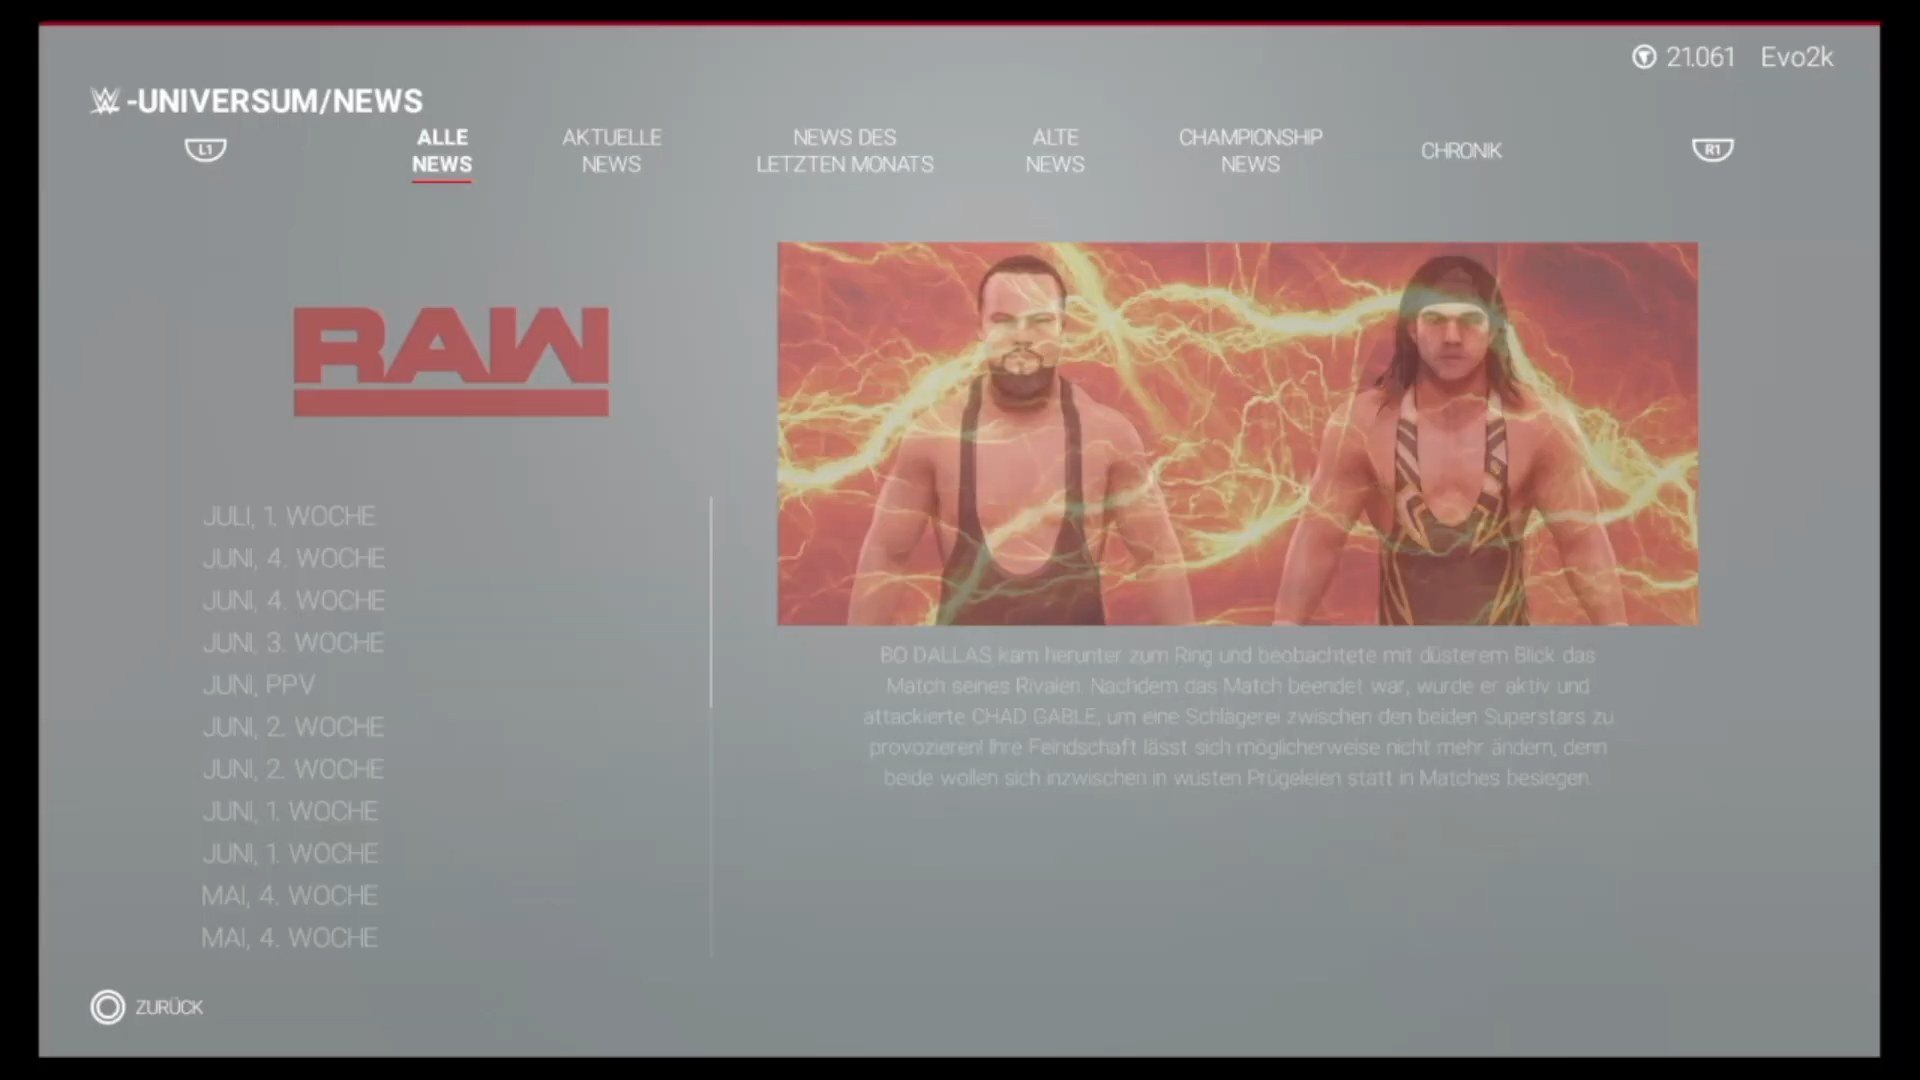 21.061 Evo2k
W-UNIVERSUM/NEWS
L1
ALLE
NEWS
AKTUELLE
NEWS
NEWS DES
LETZTEN MONATS
ALTE
NEWS
CHAMPIONSHIP
NEWS
CHRONIK
R1
RAW
JULI, 1. WOCHE
JUNI, 4. WOCHE
JUNI, 4. WOCHE
JUNI, 3. WOCHE
JUNI, PPV
JUNI, 2. WOCHE
JUNI, 2. WOCHE
JUNI, 1. WOCHE
JUNI, 1. WOCHE
MAI, 4. WOCHE
MAI, 4. WOCHE
BO DALLAS kam herunter zum Ring und beobachtete mit düsterem Blick das
Match seines Rivalen. Nachdem das Match beendet war, wurde er aktiv und
attackierte CHAD GABLE, um eine Schlägerei zwischen den beiden Superstars zu
provozieren! Ihre Feindschaft lässt sich möglicherweise nicht mehr ändern, denn
beide wollen sich inzwischen in wüsten Prügeleien statt in Matches besiegen.
ZURÜCK